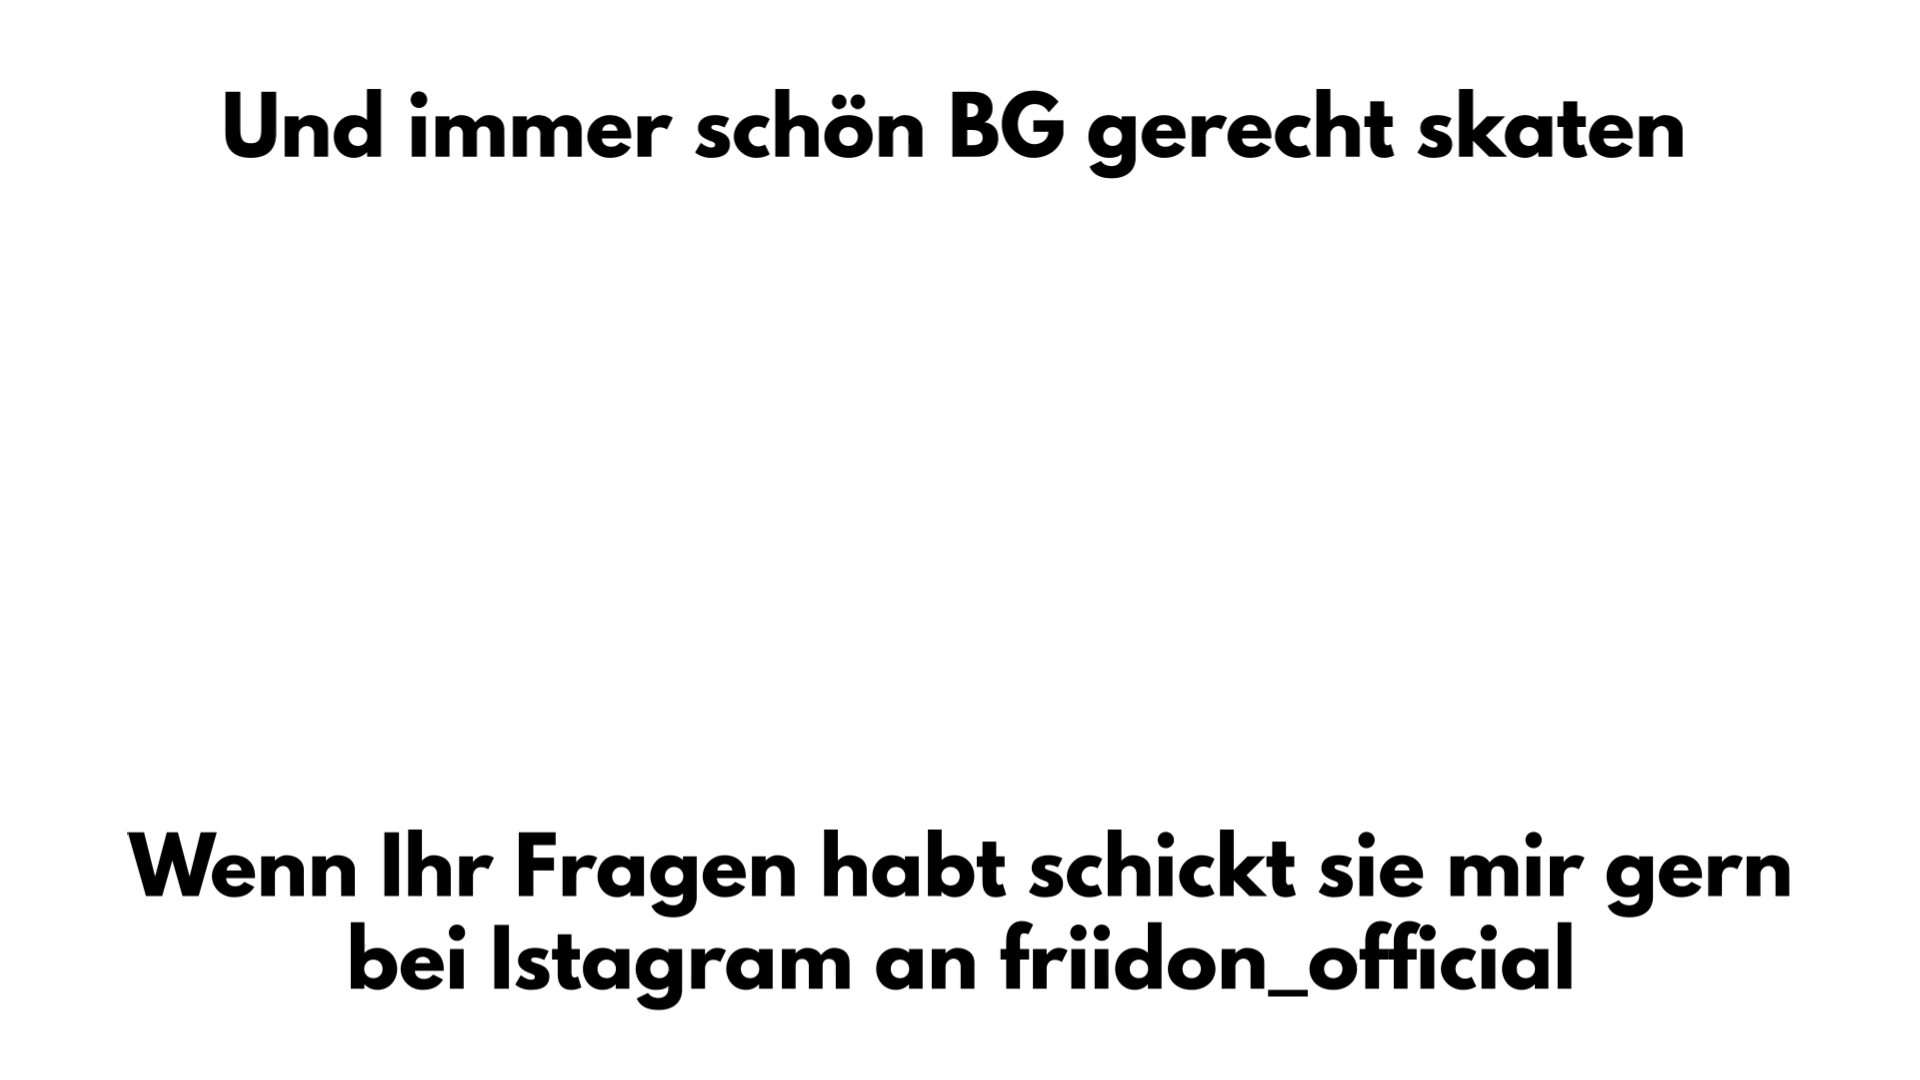 Und immer schön BG gerecht skaten
Wenn Ihr Fragen habt schickt sie mir gern
bei Istagram an friidon_official